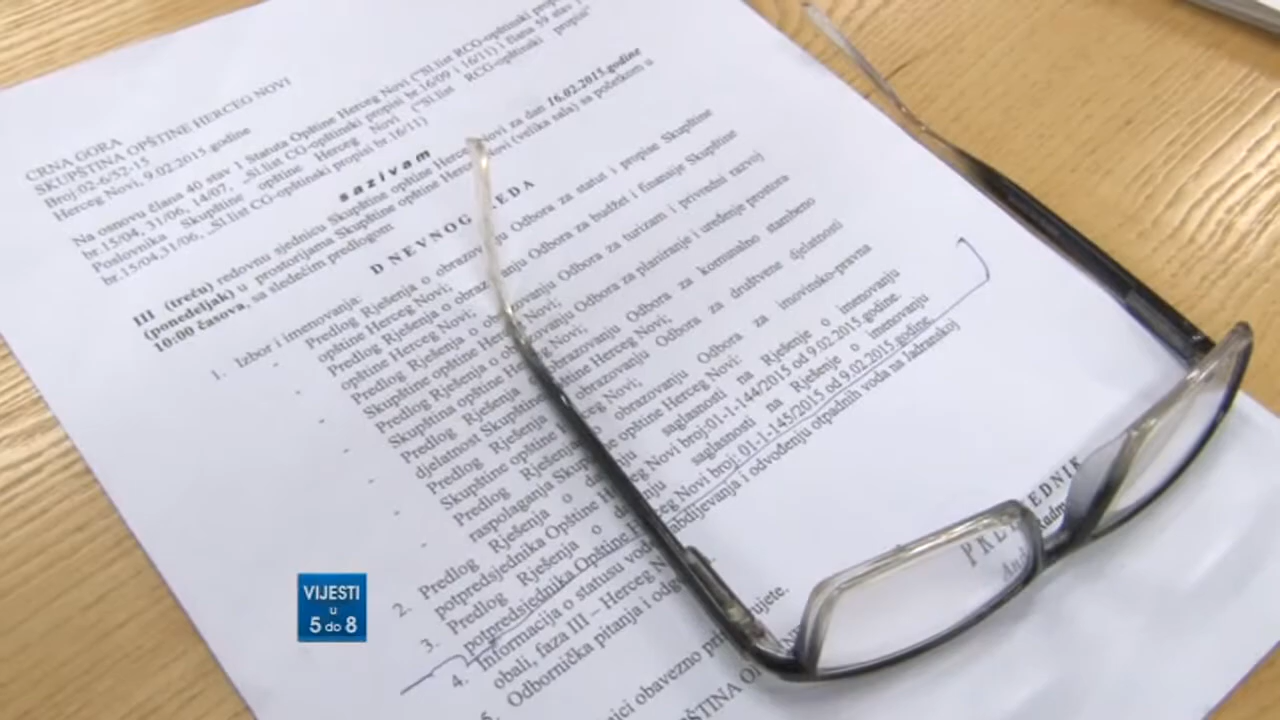 CRNA GORA
SKUPŠTINA OPŠTINE HERCEG NOVI
Broj:02-6/52-15
Herceg Novi, 9.02.2015.godine
Na osnovu člana 40 stav 1 Statuta Opštine Herceg Novi ("Sl.list RCG-opštinski
br.15/04, 31/06, 14/07, „Sl.list CG-opštinski propisi br.16/09 i 16/11) i člana 59 stav
Poslovnika Skupštine opštine Herceg Novi ("Sl.list RCG-opštinski propisi"
br.15/04,31/06, „Sl.list CG-opštinski propisi br.16/11)
sazivam
III (treću) redovnu sjednicu Skupštine opštine Herceg Novi za dan 16.02.2015.godine
(ponedeljak) u prostorijama Skupštine opštine Herceg Novi (velika sala) sa početkom u
10:00 časova, sa sledećim predlogom
DNEVNOG REDA
1. Izbor i imenovanja:
- Predlog Rješenja o obrazovanju Odbora za statut i propise Skupštine
opštine Herceg Novi;
- Predlog Rješenja o obrazovanju Odbora za budžet i finansije Skupštine
opštine Herceg Novi;
- Predlog Rješenja o obrazovanju Odbora za turizam i privredni razvoj
Skupštine opštine Herceg Novi;
- Predlog Rješenja o obrazovanju Odbora za planiranje i uređenje prostora
Skupština opštine Herceg Novi;
- Predlog Rješenja obrazovanju Odbora za komunalno stambeno
djelatnost Skupštine opštine Herceg Novi;
- Predlog Rješenja obrazovanju Odbora za društvene djelatnosti
Skupštine opštine Herceg Novi;
- Predlog Rješenja o obrazovanju Odbora za imovinsko-pravna
raspolaganja Skupštine opštine Herceg Novi;
2. Predlog Rješenja o davanju saglasnosti na Rješenje o imenovanju
potpredsjednika Opštine Herceg Novi broj:01-1-144/2015 od 9.02.2015.godine.
3. Predlog Rješenja o davanju saglasnosti na Rješenje o imenovanju
potpredsjednika Opštine Herceg Novi broj: 01-1-145/2015 od 9.02.2015.godine
4. Informacija o statusu vodosnabdijevanja i odvođenju otpadnih voda na Jadranskoj
obali, faza III – Herceg Novi
5. Odbornička pitanja i odgovori.
obavezno
PREDSJEDNIK
VIJESTI
u
5 do 8